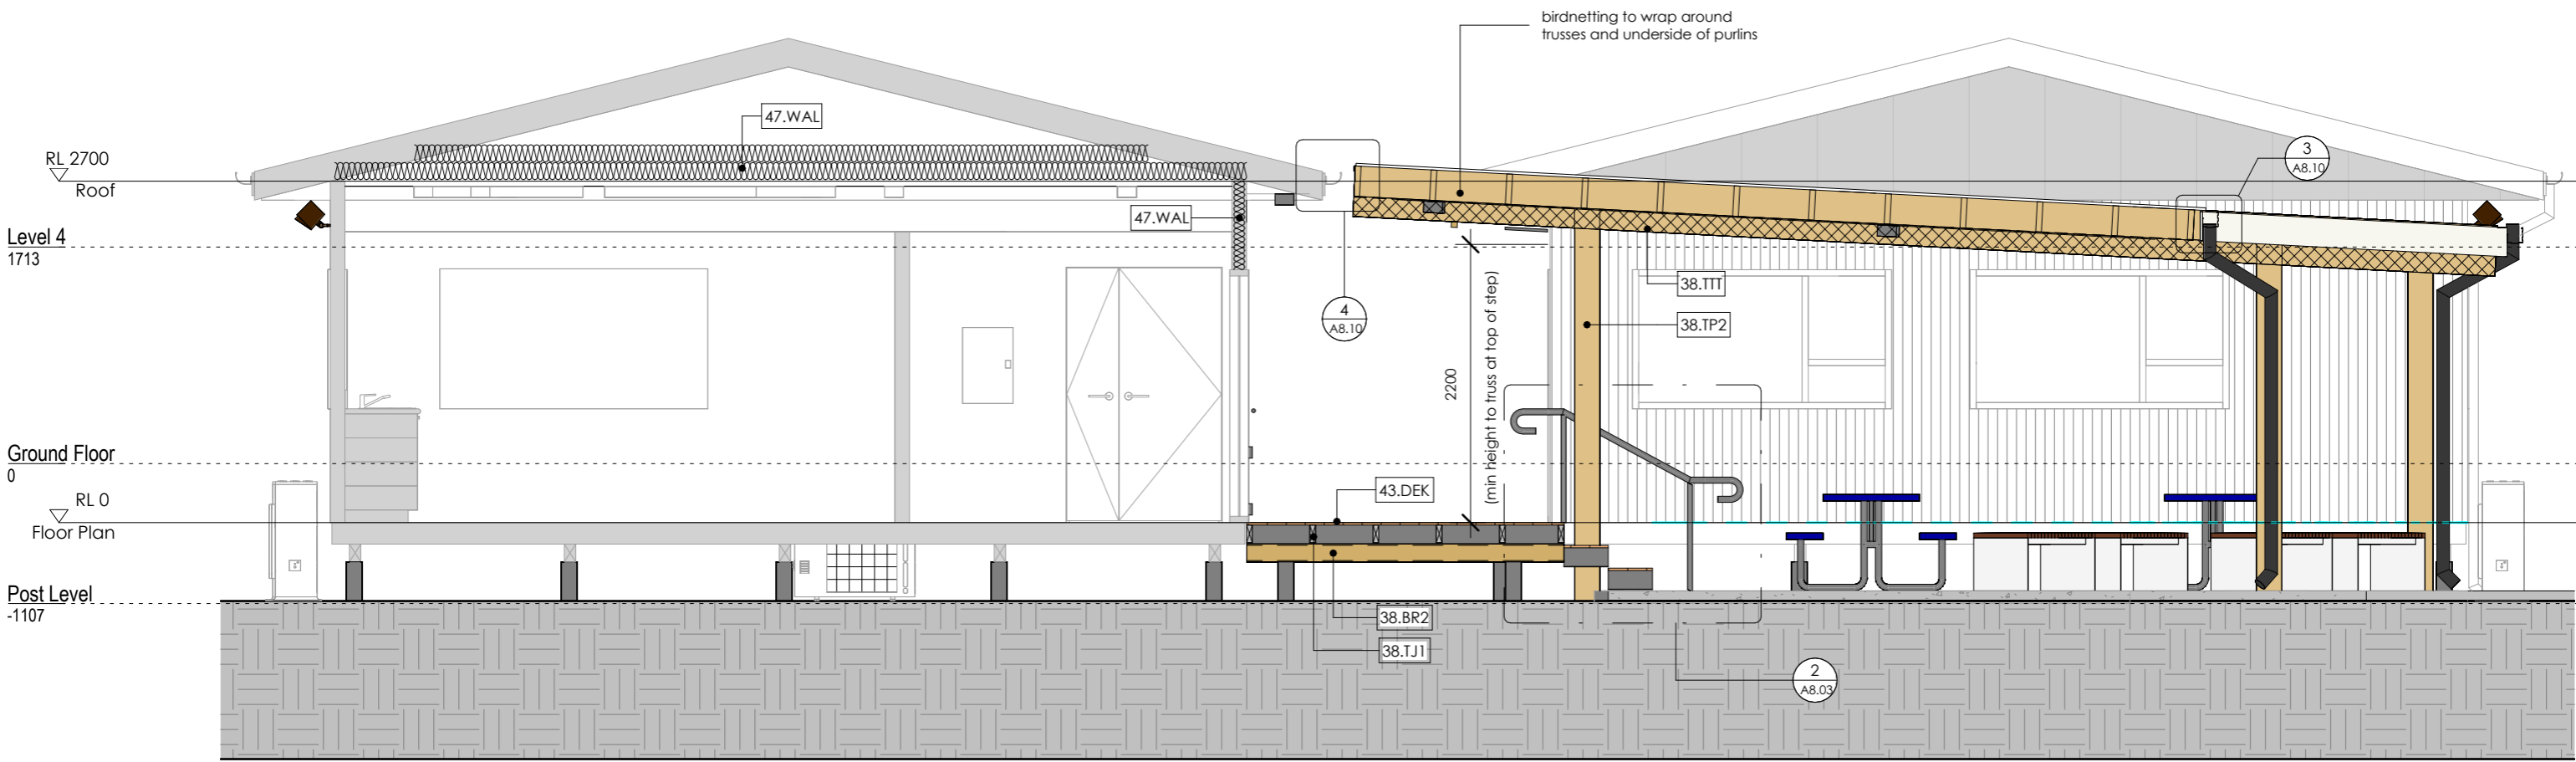 birdnetting to wrap around
trusses and underside of purlins
47.WAL
3
A8.10
RL 2700
Roof
47.WAL
Level 4
1713
38.TTT
4
A8.10
38.TP2
2200
(min height to truss at top of step)
Ground Floor
0
RL 0
Floor Plan
43.DEK
Post Level
-1107
38.BR2
38.TJ1
2
A8.03